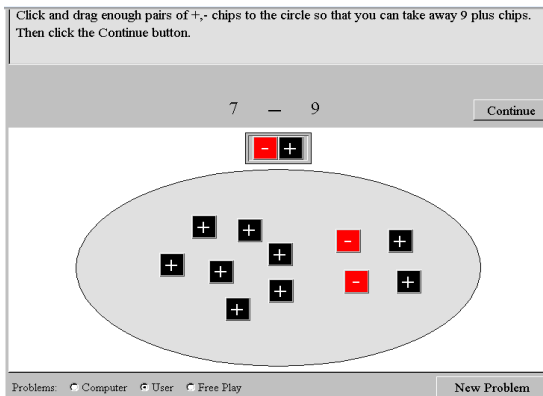 Click and drag enough pairs of +,- chips to the circle so that you can take away 9 plus chips.
Then click the Continue button.
7 - 9
Continue
- +
+ + - +
+ + +
+ + - +
+
Problems: Computer User Free Play
New Problem